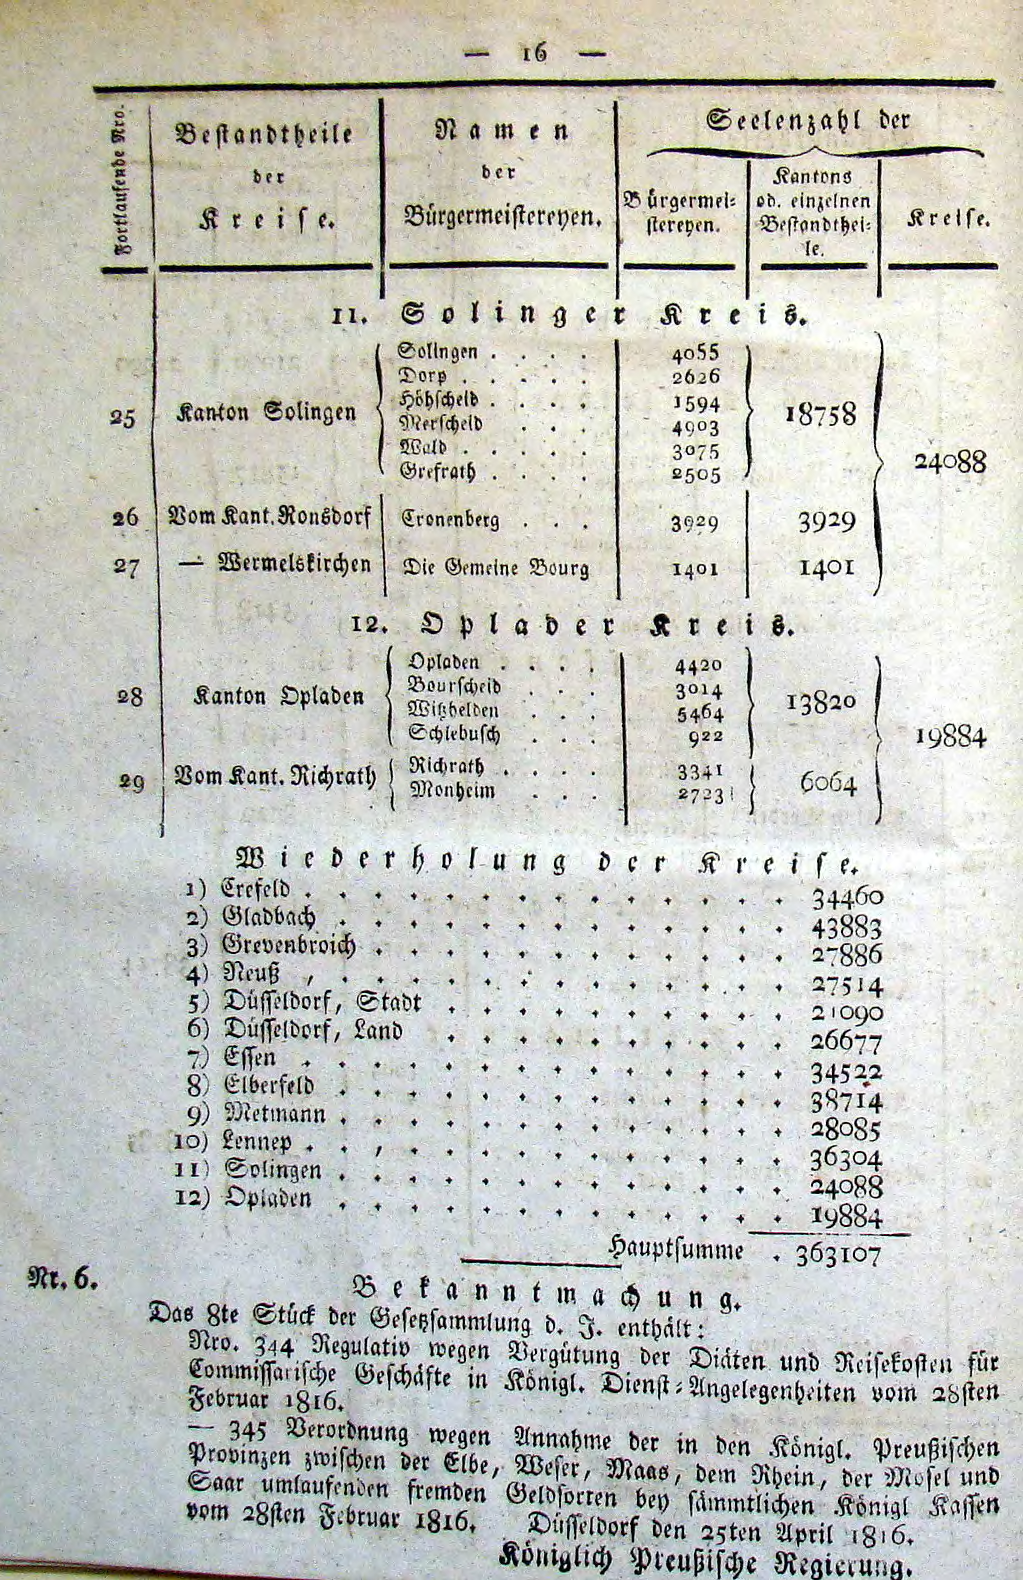 — 16 —
Fortlaufende Nro.
Bestandtheile
der
Kreise.
Namen
der
Bürgermeistereyen.
Seelenzahl der
Bürgermei-
stereyen.
Kantons
od. einzelnen
Bestandthei-
le.
Kreise.
11. Solinger Kreis.
Solingen . . . . 4055
Dorp . . . . . 2626
Höhscheid . . . . 1594
25 Kanton Solingen 18758
Merscheid . . . 4903
Wald . . . . . 3075
24088
Grefrath . . . . 2505
26 Vom Kant. Ronsdorf Cronenberg . . . 3929 3929
27 — Wermelskirchen Die Gemeine Bourg 1401 1401
12. Oplader Kreis.
Opladen . . . . 4420
Bourscheid . . . 3014
28 Kanton Opladen 13820
Witzhelden . . . 5464
Schlebusch . . . 922
19884
Richrath . . . . 3341
29 Vom Kant. Richrath 6064
Monheim . . . 2723
Wiederholung der Kreise.
1) Crefeld . . . . . . . . . . . . . 34460
2) Gladbach . . . . . . . . . . . . 43883
3) Grevenbroich . . . . . . . . . . . 27886
4) Neuß , . . . . . . . . . . . . 27514
5) Düsseldorf, Stadt . . . . . . . . . 21090
6) Düsseldorf, Land . . . . . . . . . 26677
7) Essen . . . . . . . . . . . . . 34522
8) Elberfeld . . . . . . . . . . . . 38714
9) Metmann . . . . . . . . . . . . 28085
10) Lennep . . , . . . . . . . . . . 36304
11) Solingen . . . . . . . . . . . . 24088
12) Opladen . . . . . . . . . . . . 19884
Hauptsumme . 363107
Nr. 6.
Bekanntmachung.
Das 8te Stück der Gesetzsammlung d. J. enthält:
Nro. 344 Regulativ wegen Vergütung der Diäten und Reisekosten für
Commissarische Geschäfte in Königl. Dienst-Angelegenheiten vom 28sten
Februar 1816.
— 345 Verordnung wegen Annahme der in den Königl. Preußischen
Provinzen zwischen der Elbe, Weser, Maas, dem Rhein, der Mosel und
Saar umlaufenden fremden Geldsorten bey sämmtlichen Königl Kassen
vom 28sten Februar 1816. Düsseldorf den 25ten April 1816.
Königlich Preußische Regierung.